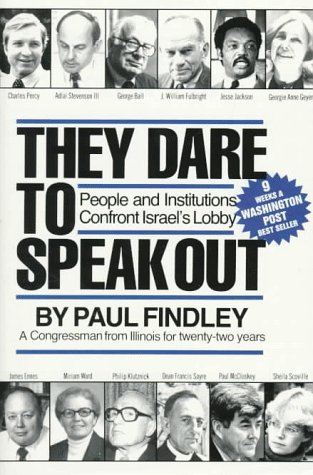 Charles Percy
Adlai Stevenson III
George Ball
J. William Fulbright
Jesse Jackson
Georgie Anne Geyer
THEY DARE
TO
People and Institutions
Confront Israel's Lobby
9
WEEKS A
WASHINGTON
POST
BEST SELLER
SPEAK OUT
BY PAUL FINDLEY
A Congressman from Illinois for twenty-two years
James Ennes
Miriam Ward
Philip Klutznick
Dean Francis Sayre
Paul McCloskey
Sheila Scoville